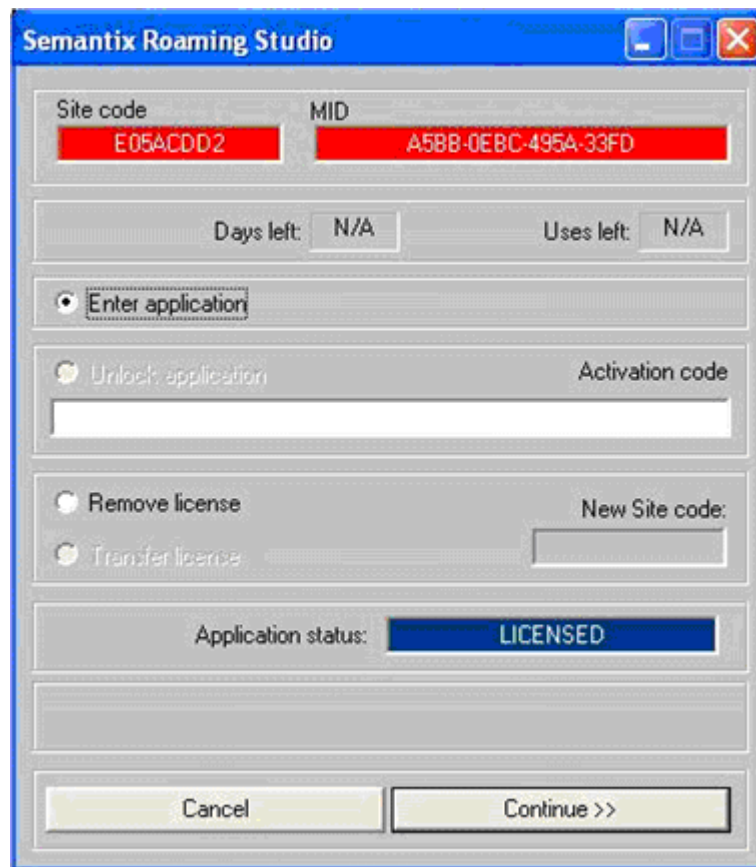 Semantix Roaming Studio
Site code MID
E05ACDD2 A5BB-0EBC-495A-33FD
Days left: N/A Uses left: N/A
Enter application
Unlock application Activation code
Remove license New Site code:
Transfer license
Application status: LICENSED
Cancel Continue >>